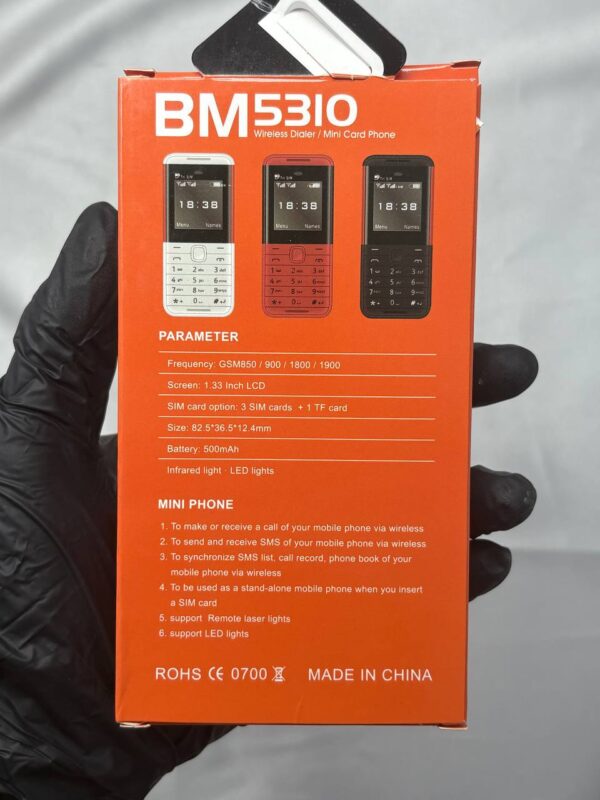 BM5310
Wireless Dialer / Mini Card Phone
18:38
Menu Names
18:38
Menu Names
18:38
Menu Names
PARAMETER
Frequency: GSM850 / 900 / 1800 / 1900
Screen: 1.33 Inch LCD
SIM card option: 3 SIM cards + 1 TF card
Size: 82.5*36.5*12.4mm
Battery: 500mAh
Infrared light · LED lights
MINI PHONE
1. To make or receive a call of your mobile phone via wireless
2. To send and receive SMS of your mobile phone via wireless
3. To synchronize SMS list, call record, phone book of your
mobile phone via wireless
4. To be used as a stand-alone mobile phone when you insert
a SIM card
5. support Remote laser lights
6. support LED lights
ROHS CE 0700 MADE IN CHINA